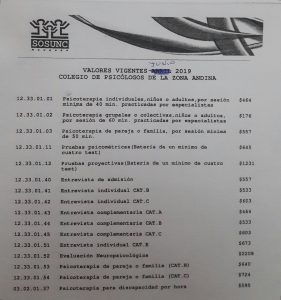 SOSUNC
JUNIO
VALORES VIGENTES ABRIL 2019
COLEGIO DE PSICÓLOGOS DE LA ZONA ANDINA
12.33.01.01 Psicoterapia individuales,niños o adultos,por sesión $464
mínima de 40 min. practicadas por especialistas
12.33.01.02 Psicoterapia grupales o colectivas,niños o adultos, $176
por sesión de 60 min. practicadas por especialistas
12.33.01.03 Psicoterapia de pareja o familia, por sesión mínima $557
de 50 min.
12.33.01.11 Pruebas psicométricas(Batería de un mínimo de $645
cuatro test)
12.33.01.12 Pruebas proyectivas(Batería de un mínimo de cuatro $1231
test)
12.33.01.40 Entrevista de admisión $557
12.33.01.41 Entrevista individual CAT.B $533
12.33.01.42 Entrevista individual CAT.C $603
12.33.01.43 Entrevista complementaria CAT.A $464
12.33.01.44 Entrevista complementaria CAT.B $533
12.33.01.45 Entrevista complementaria CAT.C $603
12.33.01.51 Entrevista individual CAT.E $673
12.33.01.52 Evaluación Neuropsicológica $2208
12.33.01.53 Psicoterapia de pareja o familia (CAT.B) $640
12.33.01.54 Psicoterapia de pareja o familia (CAT.C) $724
03.02.01.37 Psicoterapia para discapacidad por hora $595